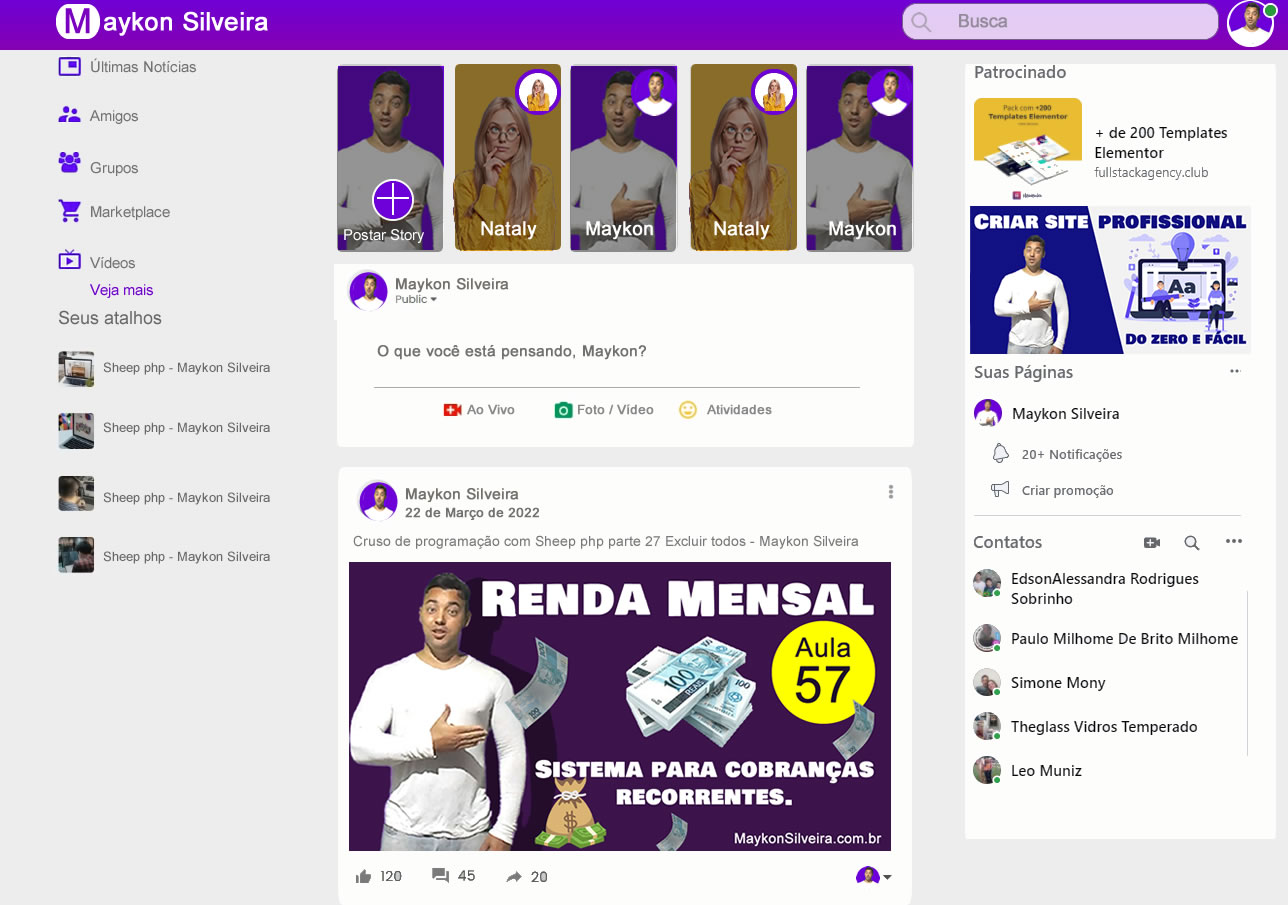 Maykon Silveira
Busca
Últimas Notícias
Amigos
Grupos
Marketplace
Vídeos
Veja mais
Seus atalhos
Sheep php - Maykon Silveira
Sheep php - Maykon Silveira
Sheep php - Maykon Silveira
Sheep php - Maykon Silveira
Postar Story
Nataly
Maykon
Nataly
Maykon
Maykon Silveira
Public
O que você está pensando, Maykon?
Ao Vivo
Foto / Vídeo
Atividades
Maykon Silveira
22 de Março de 2022
Cruso de programação com Sheep php parte 27 Excluir todos - Maykon Silveira
RENDA MENSAL
Aula
57
100
REAIS
100
100
SISTEMA PARA COBRANÇAS
RECORRENTES.
MaykonSilveira.com.br
120
45
20
Patrocinado
Pack com +200
Templates Elementor
+ de 200 Templates
Elementor
fullstackagency.club
CRIAR SITE PROFISSIONAL
Aa
DO ZERO E FÁCIL
Suas Páginas
Maykon Silveira
20+ Notificações
Criar promoção
Contatos
EdsonAlessandra Rodrigues
Sobrinho
Paulo Milhome De Brito Milhome
Simone Mony
Theglass Vidros Temperado
Leo Muniz